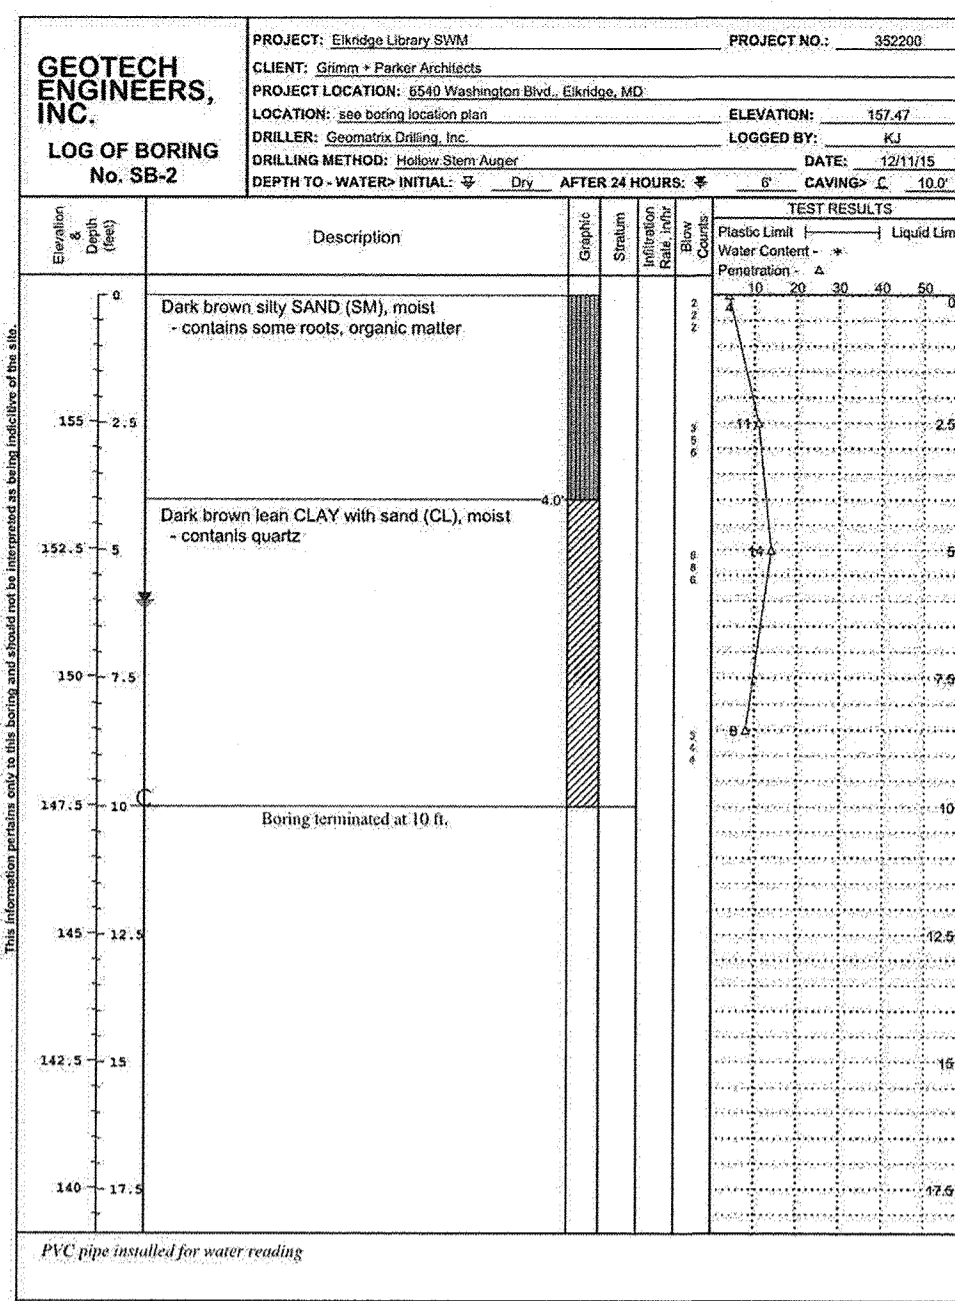 GEOTECH
ENGINEERS,
INC.
LOG OF BORING
No. SB-2
PROJECT: Elkridge Library SWM PROJECT NO.: 352200
CLIENT: Grimm + Parker Architects
PROJECT LOCATION: 6540 Washington Blvd., Elkridge, MD
LOCATION: see boring location plan ELEVATION: 157.47
DRILLER: Geomatrix Drilling, Inc. LOGGED BY: KJ
DRILLING METHOD: Hollow Stem Auger DATE: 12/11/15
DEPTH TO - WATER> INITIAL: Dry AFTER 24 HOURS: 6' CAVING> C 10.0'
Elevation
&
Depth
(feet)
Description
Graphic
Stratum
Infiltration
Rate, in/hr
Blow
Counts
TEST RESULTS
Plastic Limit Liquid Lim
Water Content - *
Penetration - Δ
10 20 30 40 50
0 0
Dark brown silty SAND (SM), moist
- contains some roots, organic matter
2
2
2
4
155 2.5 2.5
3
5
6
11
4.0'
Dark brown lean CLAY with sand (CL), moist
- contanis quartz
152.5 5 5
6
8
6
14
150 7.5 7.5
8
147.5 C 10 10
Boring terminated at 10 ft.
145 12.5 12.5
142.5 15 15
140 17.5 17.5
PVC pipe installed for water reading
This information pertains only to this boring and should not be interpreted as being indicitive of the site.